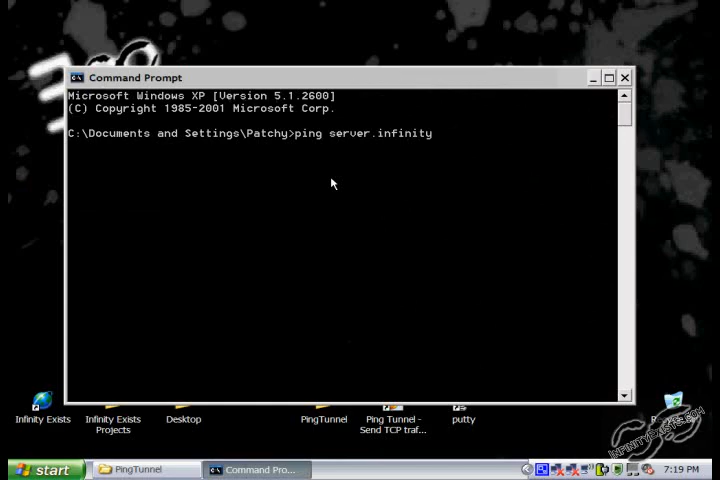 Command Prompt
Microsoft Windows XP [Version 5.1.2600]
(C) Copyright 1985-2001 Microsoft Corp.
C:\Documents and Settings\Patchy>ping server.infinity
Infinity Exists
Infinity Exists Projects
Desktop
PingTunnel
Ping Tunnel - Send TCP traf...
putty
INFINITYEXISTS.COM
start
PingTunnel
Command Pro...
7:19 PM